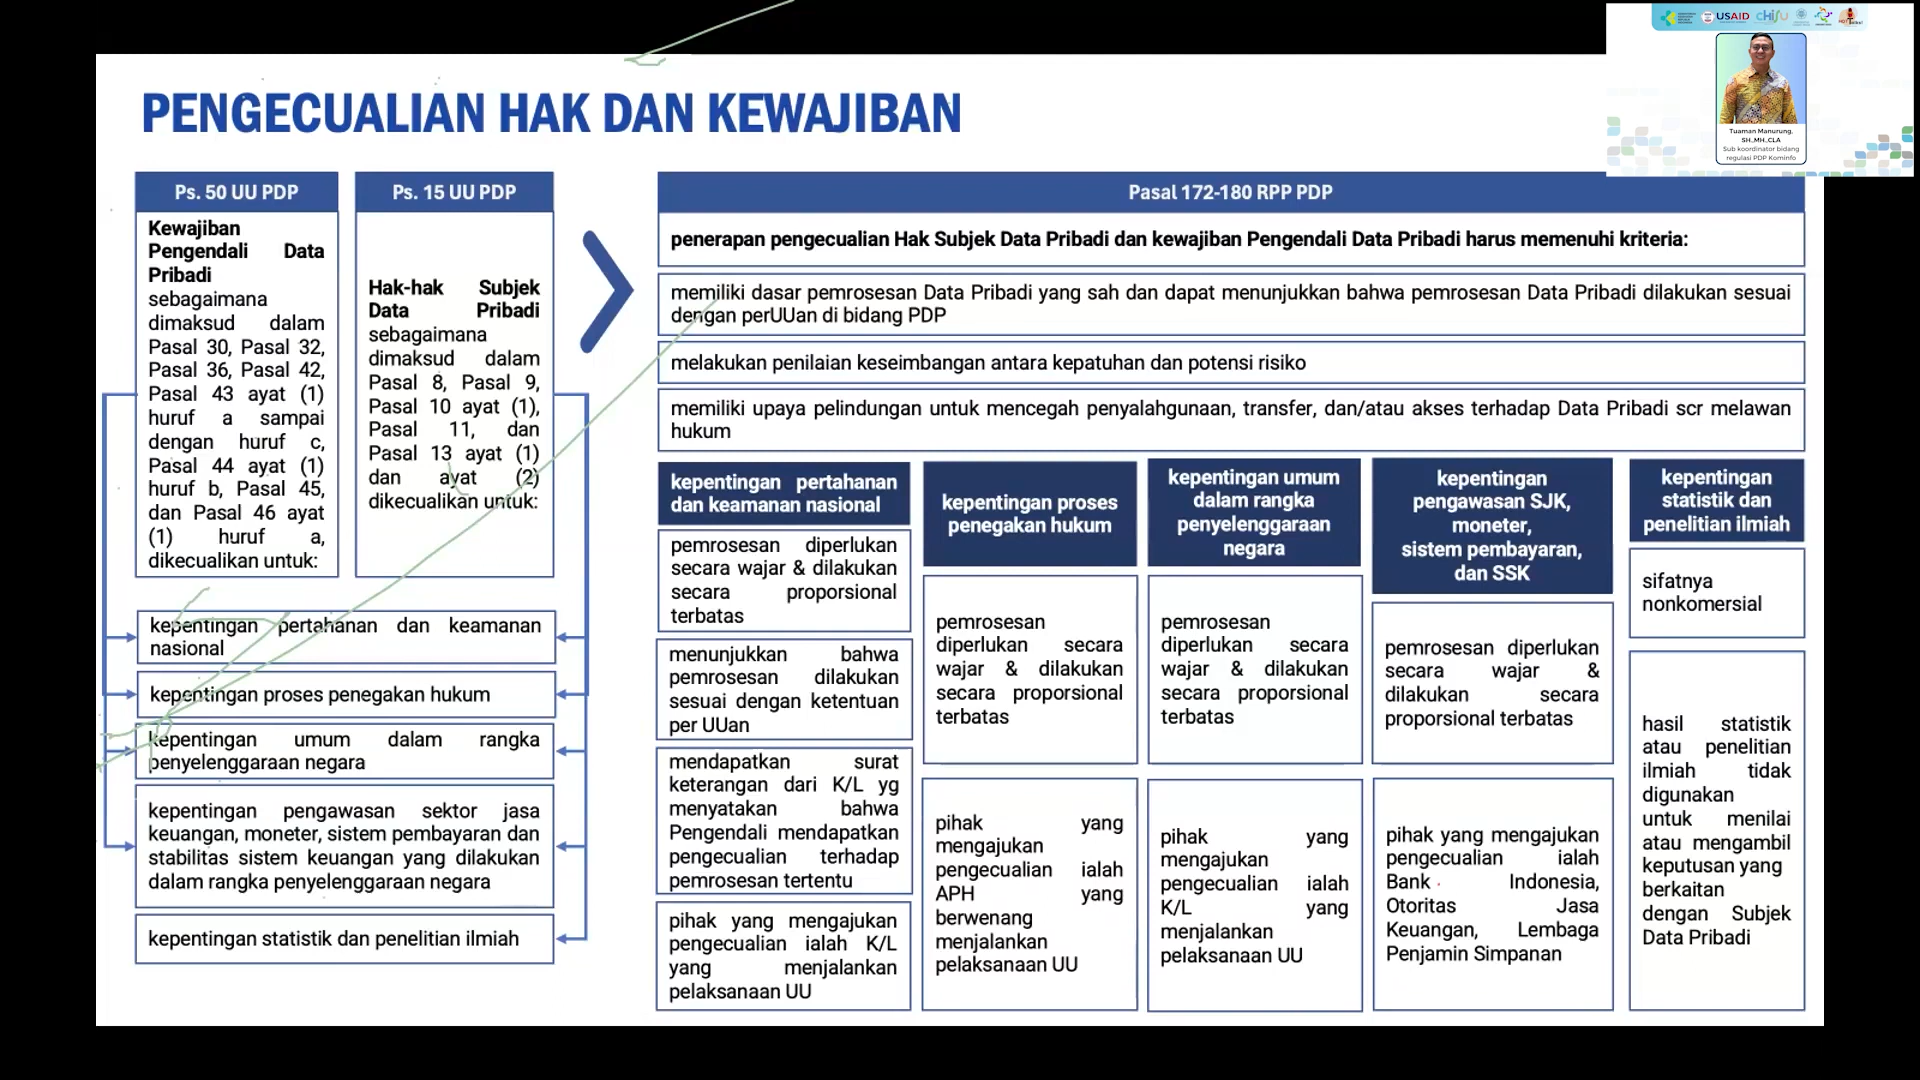 USAID CHISU
Tuaman Manurung,
SH.,MH.,CLA
Sub koordinator bidang
regulasi PDP Kominfo
PENGECUALIAN HAK DAN KEWAJIBAN
Ps. 50 UU PDP
Kewajiban
Pengendali Data
Pribadi
sebagaimana
dimaksud dalam
Pasal 30, Pasal 32,
Pasal 36, Pasal 42,
Pasal 43 ayat (1)
huruf a sampai
dengan huruf c,
Pasal 44 ayat (1)
huruf b, Pasal 45,
dan Pasal 46 ayat
(1) huruf a,
dikecualikan untuk:
Ps. 15 UU PDP
Hak-hak Subjek
Data Pribadi
sebagaimana
dimaksud dalam
Pasal 8, Pasal 9,
Pasal 10 ayat (1),
Pasal 11, dan
Pasal 13 ayat (1)
dan ayat (2)
dikecualikan untuk:
kepentingan pertahanan dan keamanan
nasional
kepentingan proses penegakan hukum
kepentingan umum dalam rangka
penyelenggaraan negara
kepentingan pengawasan sektor jasa
keuangan, moneter, sistem pembayaran dan
stabilitas sistem keuangan yang dilakukan
dalam rangka penyelenggaraan negara
kepentingan statistik dan penelitian ilmiah
Pasal 172-180 RPP PDP
penerapan pengecualian Hak Subjek Data Pribadi dan kewajiban Pengendali Data Pribadi harus memenuhi kriteria:
memiliki dasar pemrosesan Data Pribadi yang sah dan dapat menunjukkan bahwa pemrosesan Data Pribadi dilakukan sesuai
dengan perUUan di bidang PDP
melakukan penilaian keseimbangan antara kepatuhan dan potensi risiko
memiliki upaya pelindungan untuk mencegah penyalahgunaan, transfer, dan/atau akses terhadap Data Pribadi scr melawan
hukum
kepentingan pertahanan
dan keamanan nasional
pemrosesan diperlukan
secara wajar & dilakukan
secara proporsional
terbatas
menunjukkan bahwa
pemrosesan dilakukan
sesuai dengan ketentuan
per UUan
mendapatkan surat
keterangan dari K/L yg
menyatakan bahwa
Pengendali mendapatkan
pengecualian terhadap
pemrosesan tertentu
pihak yang mengajukan
pengecualian ialah K/L
yang menjalankan
pelaksanaan UU
kepentingan proses
penegakan hukum
pemrosesan
diperlukan secara
wajar & dilakukan
secara proporsional
terbatas
pihak yang
mengajukan
pengecualian ialah
APH yang
berwenang
menjalankan
pelaksanaan UU
kepentingan umum
dalam rangka
penyelenggaraan
negara
pemrosesan
diperlukan secara
wajar & dilakukan
secara proporsional
terbatas
pihak yang
mengajukan
pengecualian ialah
K/L yang
menjalankan
pelaksanaan UU
kepentingan
pengawasan SJK,
moneter,
sistem pembayaran,
dan SSK
pemrosesan diperlukan
secara wajar &
dilakukan secara
proporsional terbatas
pihak yang mengajukan
pengecualian ialah
Bank Indonesia,
Otoritas Jasa
Keuangan, Lembaga
Penjamin Simpanan
kepentingan
statistik dan
penelitian ilmiah
sifatnya
nonkomersial
hasil statistik
atau penelitian
ilmiah tidak
digunakan
untuk menilai
atau mengambil
keputusan yang
berkaitan
dengan Subjek
Data Pribadi